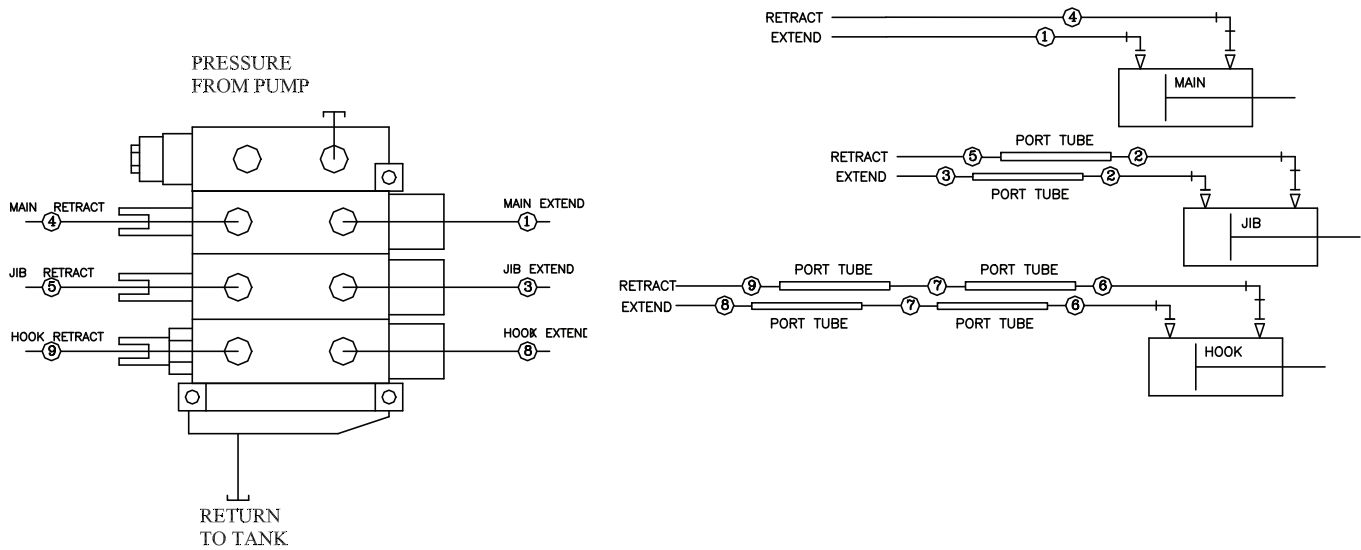 PRESSURE
FROM PUMP
MAIN RETRACT
4
MAIN EXTEND
1
JIB RETRACT
5
JIB EXTEND
3
HOOK RETRACT
9
HOOK EXTEND
8
RETURN
TO TANK
RETRACT 4
EXTEND 1
MAIN
PORT TUBE
RETRACT 5 2
EXTEND 3 2
PORT TUBE
JIB
PORT TUBE PORT TUBE
RETRACT 9 7 6
EXTEND 8 7 6
PORT TUBE PORT TUBE
HOOK